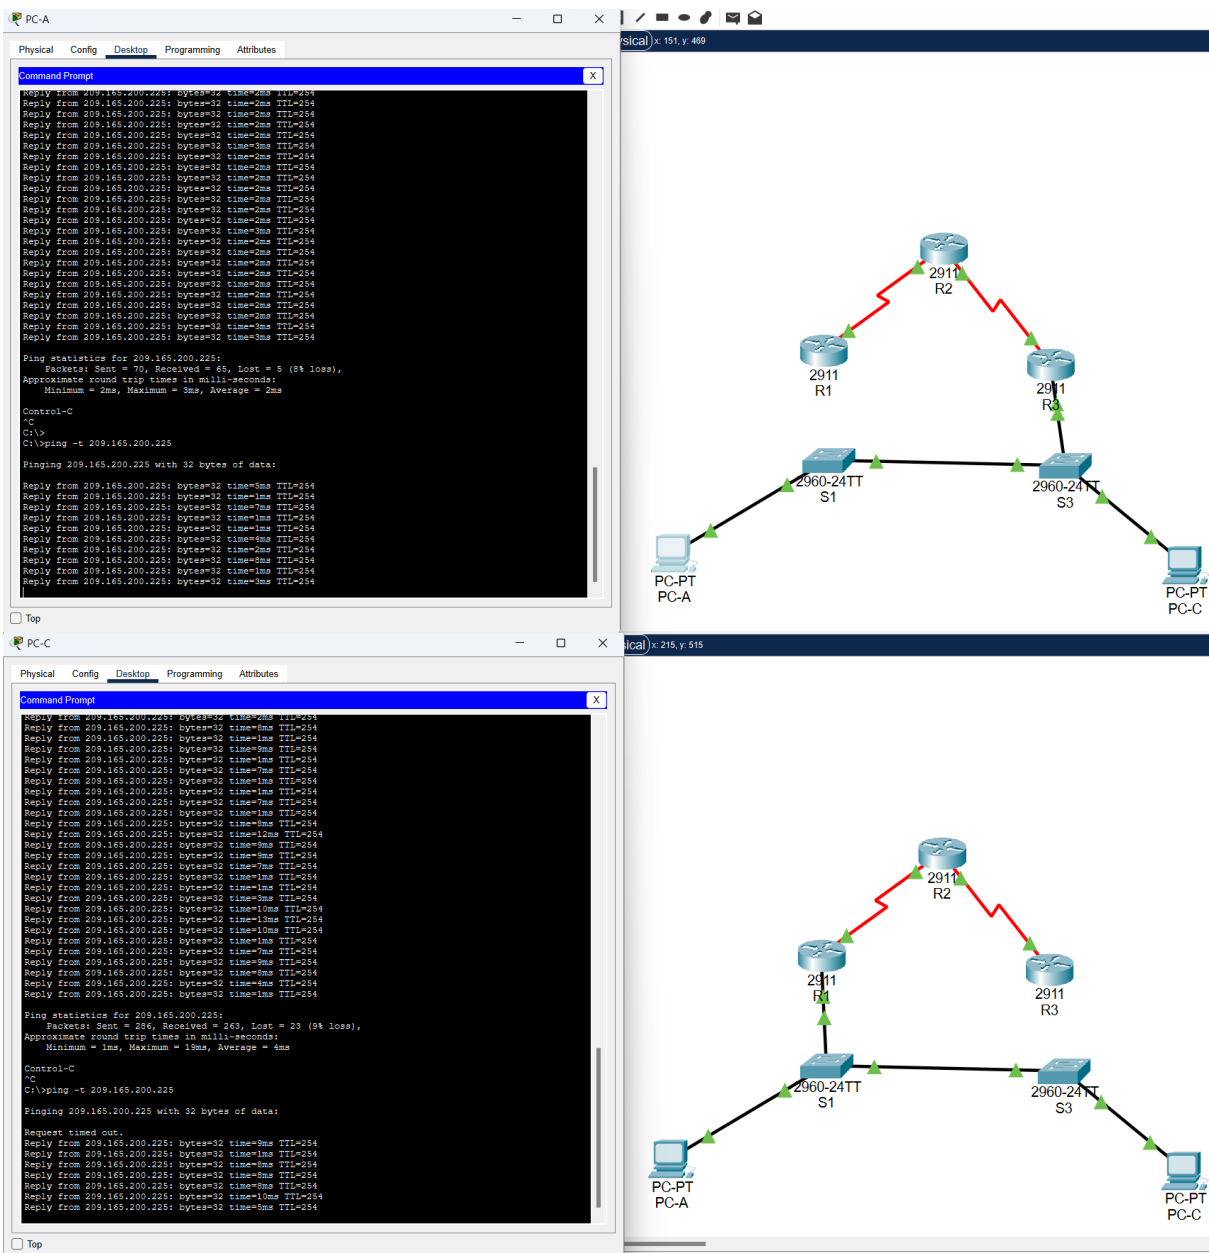 PC-A
Physical Config Desktop Programming Attributes
Command Prompt
X
Reply from 209.165.200.225: bytes=32 time=2ms TTL=254
Reply from 209.165.200.225: bytes=32 time=2ms TTL=254
Reply from 209.165.200.225: bytes=32 time=2ms TTL=254
Reply from 209.165.200.225: bytes=32 time=2ms TTL=254
Reply from 209.165.200.225: bytes=32 time=2ms TTL=254
Reply from 209.165.200.225: bytes=32 time=3ms TTL=254
Reply from 209.165.200.225: bytes=32 time=2ms TTL=254
Reply from 209.165.200.225: bytes=32 time=2ms TTL=254
Reply from 209.165.200.225: bytes=32 time=2ms TTL=254
Reply from 209.165.200.225: bytes=32 time=2ms TTL=254
Reply from 209.165.200.225: bytes=32 time=2ms TTL=254
Reply from 209.165.200.225: bytes=32 time=2ms TTL=254
Reply from 209.165.200.225: bytes=32 time=2ms TTL=254
Reply from 209.165.200.225: bytes=32 time=3ms TTL=254
Reply from 209.165.200.225: bytes=32 time=2ms TTL=254
Reply from 209.165.200.225: bytes=32 time=2ms TTL=254
Reply from 209.165.200.225: bytes=32 time=2ms TTL=254
Reply from 209.165.200.225: bytes=32 time=2ms TTL=254
Reply from 209.165.200.225: bytes=32 time=2ms TTL=254
Reply from 209.165.200.225: bytes=32 time=2ms TTL=254
Reply from 209.165.200.225: bytes=32 time=2ms TTL=254
Reply from 209.165.200.225: bytes=32 time=2ms TTL=254
Reply from 209.165.200.225: bytes=32 time=3ms TTL=254
Reply from 209.165.200.225: bytes=32 time=3ms TTL=254
Ping statistics for 209.165.200.225:
Packets: Sent = 70, Received = 65, Lost = 5 (8% loss),
Approximate round trip times in milli-seconds:
Minimum = 2ms, Maximum = 3ms, Average = 2ms
Control-C
^C
C:\>
C:\>ping -t 209.165.200.225
Pinging 209.165.200.225 with 32 bytes of data:
Reply from 209.165.200.225: bytes=32 time=5ms TTL=254
Reply from 209.165.200.225: bytes=32 time=1ms TTL=254
Reply from 209.165.200.225: bytes=32 time=7ms TTL=254
Reply from 209.165.200.225: bytes=32 time=1ms TTL=254
Reply from 209.165.200.225: bytes=32 time=1ms TTL=254
Reply from 209.165.200.225: bytes=32 time=4ms TTL=254
Reply from 209.165.200.225: bytes=32 time=2ms TTL=254
Reply from 209.165.200.225: bytes=32 time=8ms TTL=254
Reply from 209.165.200.225: bytes=32 time=1ms TTL=254
Reply from 209.165.200.225: bytes=32 time=3ms TTL=254
Top
x: 151, y: 469
2911
R2
2911
R1
2911
R3
2960-24TT
S1
2960-24TT
S3
PC-PT
PC-A
PC-PT
PC-C
PC-C
Physical Config Desktop Programming Attributes
Command Prompt
X
Reply from 209.165.200.225: bytes=32 time=2ms TTL=254
Reply from 209.165.200.225: bytes=32 time=8ms TTL=254
Reply from 209.165.200.225: bytes=32 time=1ms TTL=254
Reply from 209.165.200.225: bytes=32 time=9ms TTL=254
Reply from 209.165.200.225: bytes=32 time=1ms TTL=254
Reply from 209.165.200.225: bytes=32 time=7ms TTL=254
Reply from 209.165.200.225: bytes=32 time=1ms TTL=254
Reply from 209.165.200.225: bytes=32 time=1ms TTL=254
Reply from 209.165.200.225: bytes=32 time=7ms TTL=254
Reply from 209.165.200.225: bytes=32 time=1ms TTL=254
Reply from 209.165.200.225: bytes=32 time=8ms TTL=254
Reply from 209.165.200.225: bytes=32 time=12ms TTL=254
Reply from 209.165.200.225: bytes=32 time=9ms TTL=254
Reply from 209.165.200.225: bytes=32 time=9ms TTL=254
Reply from 209.165.200.225: bytes=32 time=7ms TTL=254
Reply from 209.165.200.225: bytes=32 time=1ms TTL=254
Reply from 209.165.200.225: bytes=32 time=1ms TTL=254
Reply from 209.165.200.225: bytes=32 time=3ms TTL=254
Reply from 209.165.200.225: bytes=32 time=10ms TTL=254
Reply from 209.165.200.225: bytes=32 time=13ms TTL=254
Reply from 209.165.200.225: bytes=32 time=10ms TTL=254
Reply from 209.165.200.225: bytes=32 time=1ms TTL=254
Reply from 209.165.200.225: bytes=32 time=7ms TTL=254
Reply from 209.165.200.225: bytes=32 time=9ms TTL=254
Reply from 209.165.200.225: bytes=32 time=8ms TTL=254
Reply from 209.165.200.225: bytes=32 time=4ms TTL=254
Reply from 209.165.200.225: bytes=32 time=1ms TTL=254
Ping statistics for 209.165.200.225:
Packets: Sent = 286, Received = 263, Lost = 23 (9% loss),
Approximate round trip times in milli-seconds:
Minimum = 1ms, Maximum = 19ms, Average = 4ms
Control-C
^C
C:\>ping -t 209.165.200.225
Pinging 209.165.200.225 with 32 bytes of data:
Request timed out.
Reply from 209.165.200.225: bytes=32 time=9ms TTL=254
Reply from 209.165.200.225: bytes=32 time=1ms TTL=254
Reply from 209.165.200.225: bytes=32 time=8ms TTL=254
Reply from 209.165.200.225: bytes=32 time=8ms TTL=254
Reply from 209.165.200.225: bytes=32 time=10ms TTL=254
Reply from 209.165.200.225: bytes=32 time=5ms TTL=254
Top
x: 215, y: 515
2911
R2
2911
R1
2911
R3
2960-24TT
S1
2960-24TT
S3
PC-PT
PC-A
PC-PT
PC-C